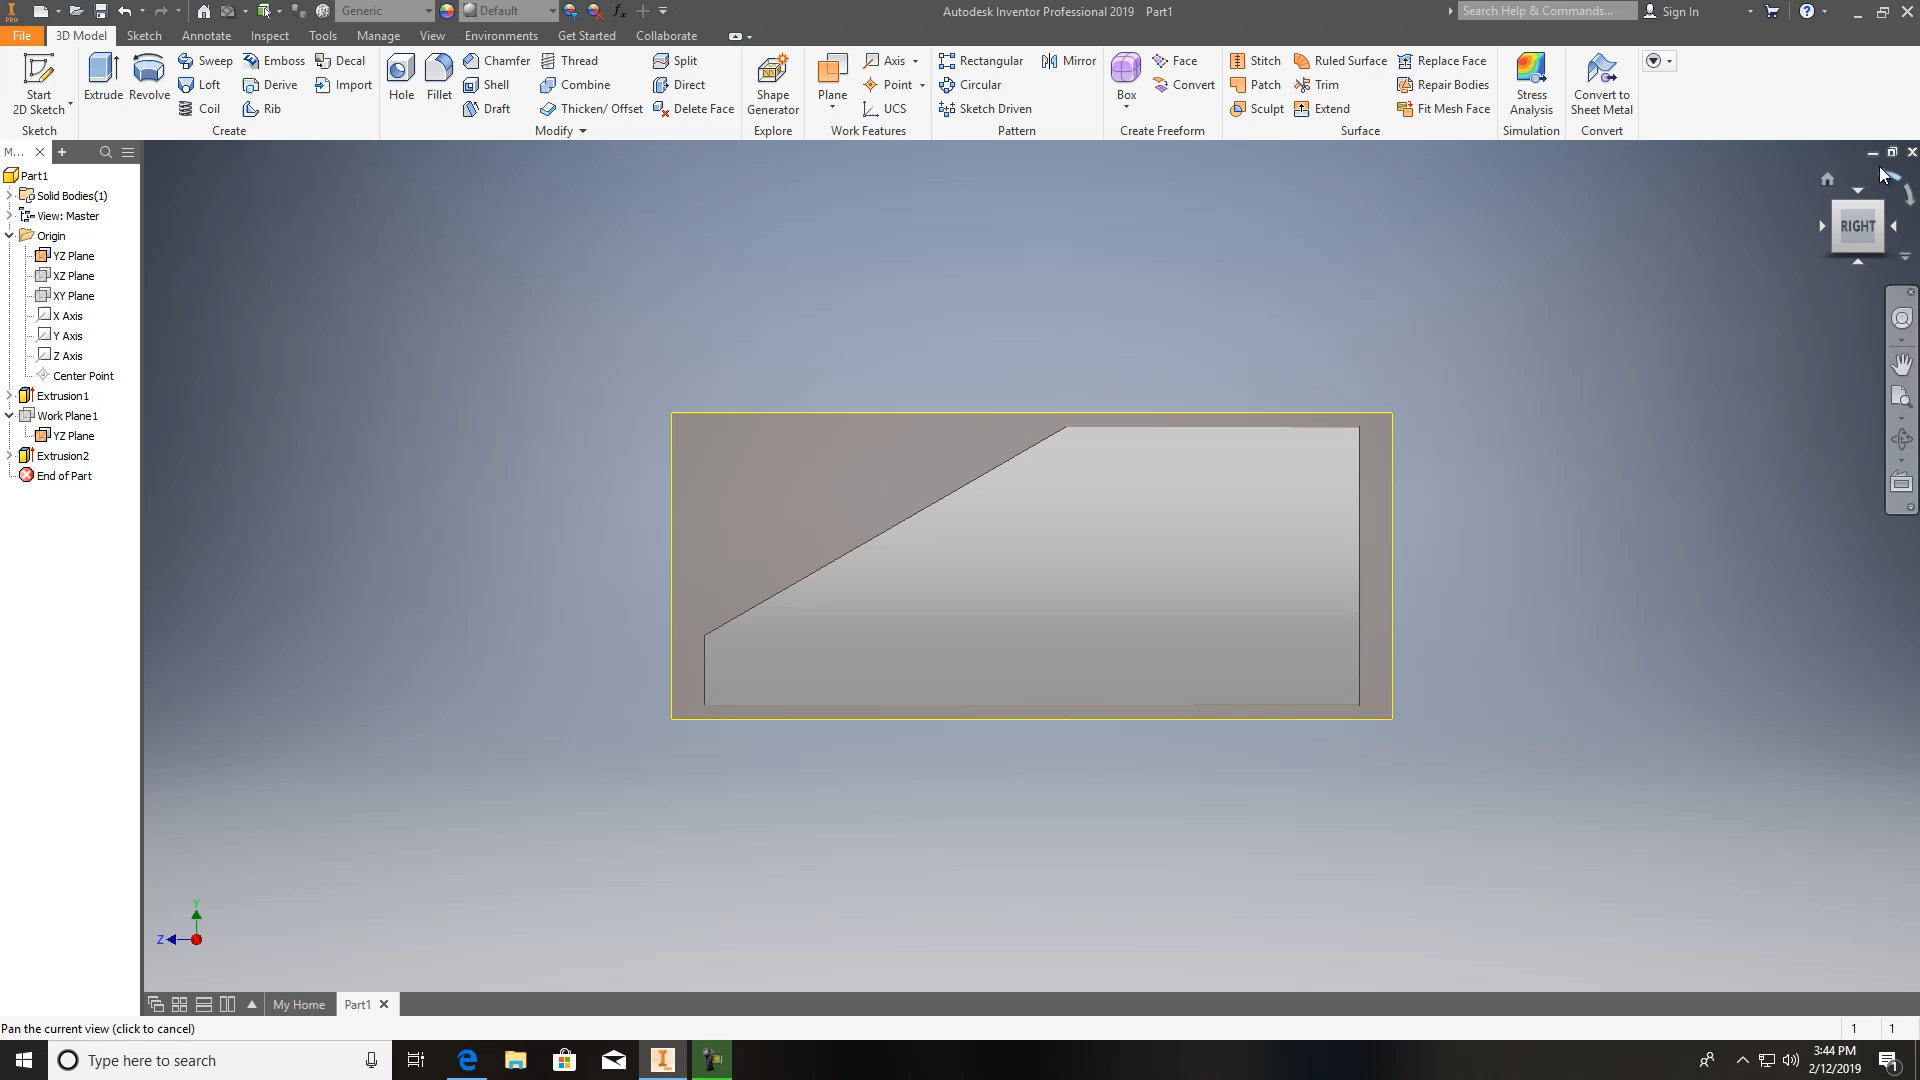 Generic
Default
Autodesk Inventor Professional 2019 Part1
Search Help & Commands...
Sign In
File
3D Model
Sketch
Annotate
Inspect
Tools
Manage
View
Environments
Get Started
Collaborate
Start
2D Sketch
Sketch
Extrude
Revolve
Sweep
Loft
Coil
Emboss
Derive
Rib
Decal
Import
Create
Hole
Fillet
Chamfer
Shell
Draft
Thread
Combine
Thicken/ Offset
Split
Direct
Delete Face
Modify
Shape
Generator
Explore
Plane
Axis
Point
UCS
Work Features
Rectangular
Circular
Sketch Driven
Mirror
Pattern
Box
Face
Convert
Create Freeform
Stitch
Patch
Sculpt
Ruled Surface
Trim
Extend
Replace Face
Repair Bodies
Fit Mesh Face
Surface
Stress
Analysis
Simulation
Convert to
Sheet Metal
Convert
M...
Part1
Solid Bodies(1)
View: Master
Origin
YZ Plane
XZ Plane
XY Plane
X Axis
Y Axis
Z Axis
Center Point
Extrusion1
Work Plane1
YZ Plane
Extrusion2
End of Part
RIGHT
Y
Z
My Home
Part1
Pan the current view (click to cancel)
1
1
Type here to search
3:44 PM
2/12/2019
1